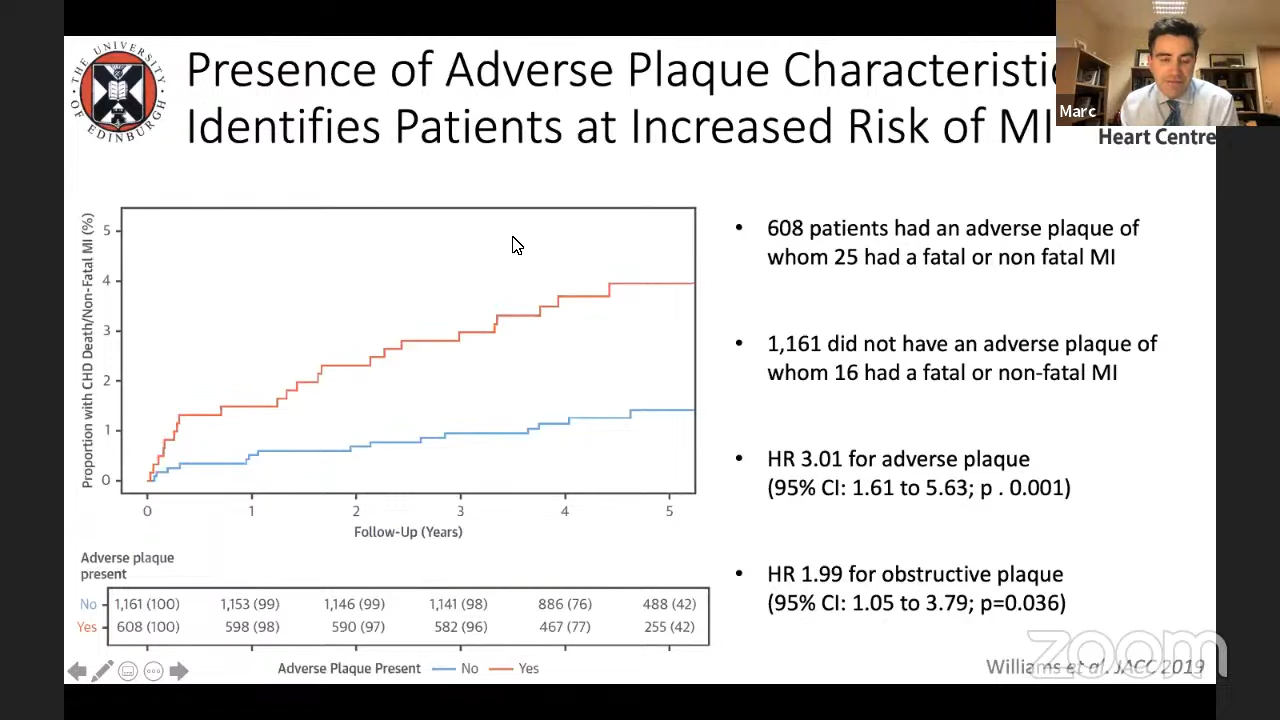 THE UNIVERSITY OF EDINBURGH
Presence of Adverse Plaque
Identifies Patients at Increased Risk of MI
Marc
Heart Centre
Proportion with CHD Death/Non-Fatal MI (%)
5
4
3
2
1
0
0 1 2 3 4 5
Follow-Up (Years)
Adverse plaque
present
No 1,161 (100) 1,153 (99) 1,146 (99) 1,141 (98) 886 (76) 488 (42)
Yes 608 (100) 598 (98) 590 (97) 582 (96) 467 (77) 255 (42)
Adverse Plaque Present No Yes
• 608 patients had an adverse plaque of
whom 25 had a fatal or non fatal MI
• 1,161 did not have an adverse plaque of
whom 16 had a fatal or non-fatal MI
• HR 3.01 for adverse plaque
(95% CI: 1.61 to 5.63; p . 0.001)
• HR 1.99 for obstructive plaque
(95% CI: 1.05 to 3.79; p=0.036)
zoom
Williams et al. JACC 2019